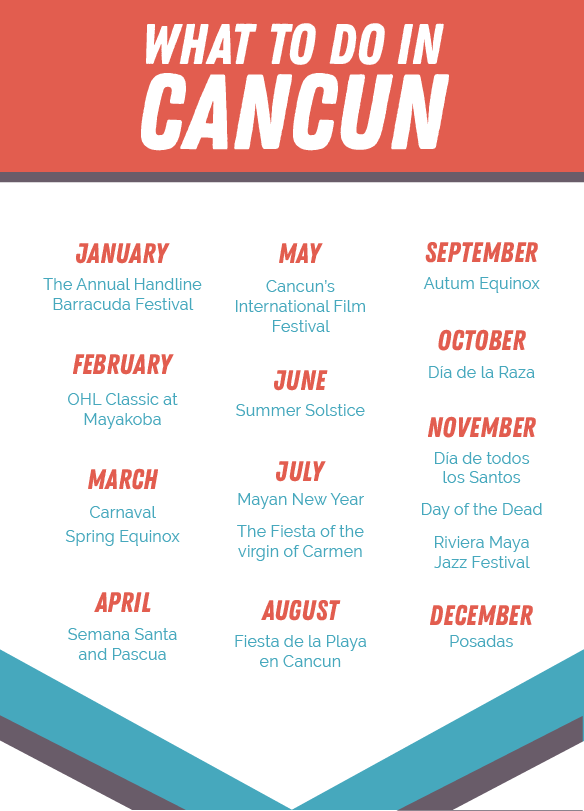 WHAT TO DO IN
CANCUN
JANUARY
The Annual Handline
Barracuda Festival
FEBRUARY
OHL Classic at
Mayakoba
MARCH
Carnaval
Spring Equinox
APRIL
Semana Santa
and Pascua
MAY
Cancun's
International Film
Festival
JUNE
Summer Solstice
JULY
Mayan New Year
The Fiesta of the
virgin of Carmen
AUGUST
Fiesta de la Playa
en Cancun
SEPTEMBER
Autum Equinox
OCTOBER
Día de la Raza
NOVEMBER
Día de todos
los Santos
Day of the Dead
Riviera Maya
Jazz Festival
DECEMBER
Posadas